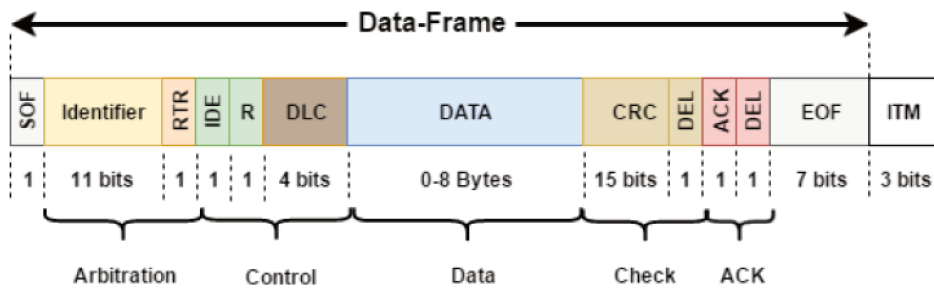 Data-Frame
SOF Identifier RTR IDE R DLC DATA CRC DEL ACK DEL EOF ITM
1 11 bits 1 1 1 4 bits 0-8 Bytes 15 bits 1 1 1 7 bits 3 bits
Arbitration Control Data Check ACK